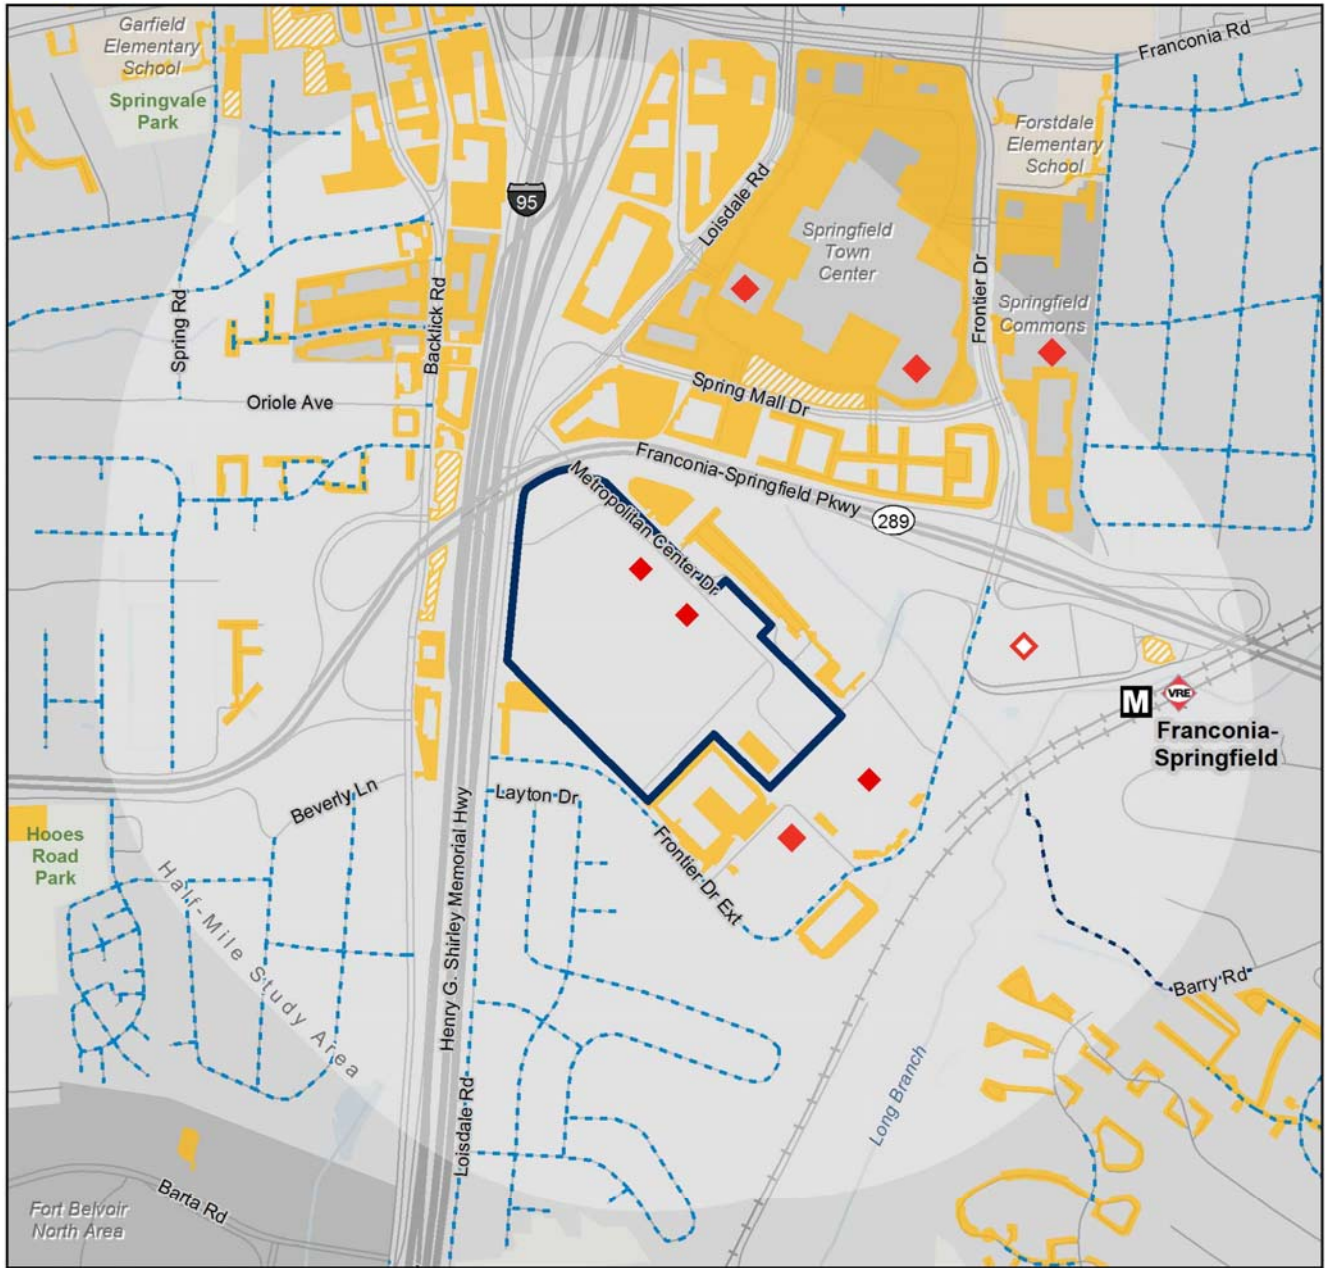 Garfield
Elementary
School
Springvale
Park
Franconia Rd
Forstdale
Elementary
School
95
Loisdale Rd
Springfield
Town
Center
Frontier Dr
Springfield
Commons
Spring Rd
Backlick Rd
Oriole Ave
Spring Mall Dr
Franconia-Springfield Pkwy
289
Metropolitan Center Dr
M
VRE
Franconia-
Springfield
Beverly Ln
Layton Dr
Hooes
Road
Park
Half-Mile Study Area
Henry G. Shirley Memorial Hwy
Frontier Dr Ext
Barry Rd
Long Branch
Loisdale Rd
Barta Rd
Fort Belvoir
North Area